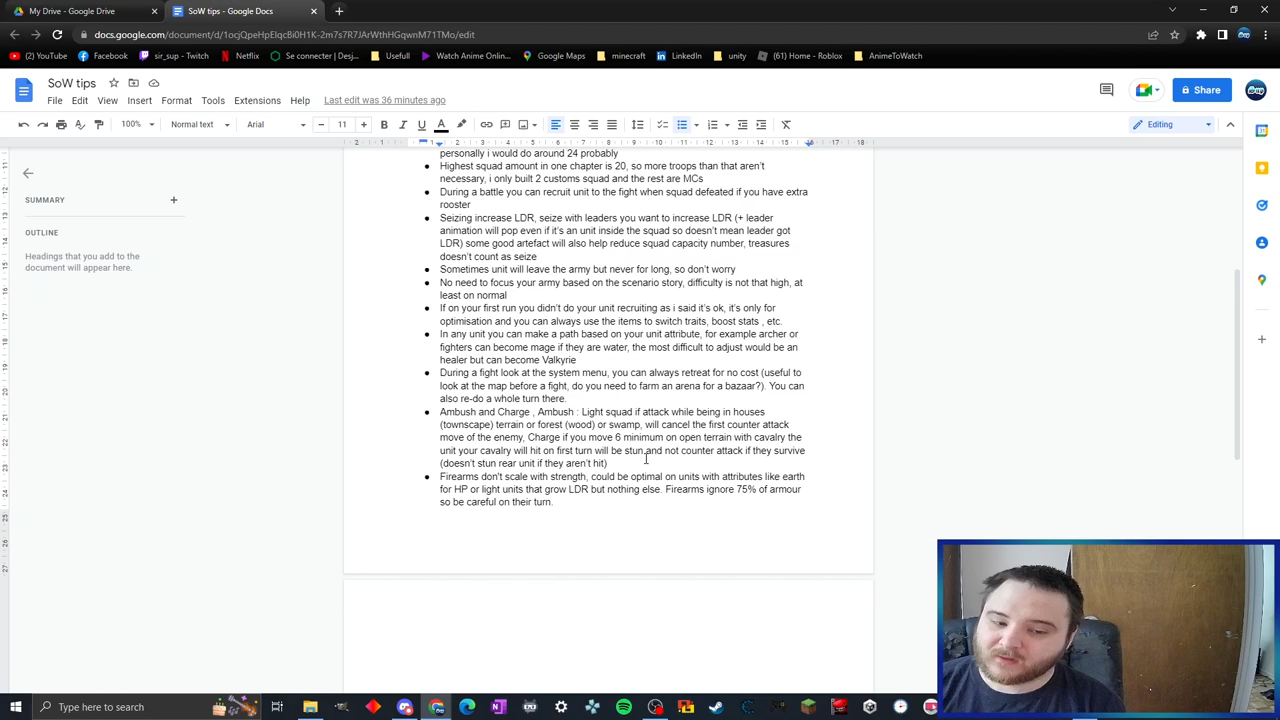 My Drive - Google Drive
SoW tips - Google Docs
docs.google.com/document/d/1ocjQpeHpEIqcBi0H1K-2m7s7R7JArWthHGqwnM71TMo/edit
(2) YouTube
Support - Twitch
sir_sup - Twitch
Netflix
Se connecter | Desj...
Usefull
Watch Anime Onlin...
Google Maps
minecraft
LinkedIn
unity
(61) Home - Roblox
AnimeToWatch
SoW tips
File Edit View Insert Format Tools Extensions Help Last edit was 36 minutes ago
Share
100% Normal text Arial 11 Editing
SUMMARY
OUTLINE
Headings that you add to the
document will appear here.
personally i would do around 24 probably
Highest squad amount in one chapter is 20, so more troops than that aren't
necessary, i only built 2 customs squad and the rest are MCs
During a battle you can recruit unit to the fight when squad defeated if you have extra
rooster
Seizing increase LDR, seize with leaders you want to increase LDR (+ leader
animation will pop even if it's an unit inside the squad so doesn't mean leader got
LDR) some good artefact will also help reduce squad capacity number, treasures
doesn't count as seize
Sometimes unit will leave the army but never for long, so don't worry
No need to focus your army based on the scenario story, difficulty is not that high, at
least on normal
If on your first run you didn't do your unit recruiting as i said it's ok, it's only for
optimisation and you can always use the items to switch traits, boost stats , etc.
In any unit you can make a path based on your unit attribute, for example archer or
fighters can become mage if they are water, the most difficult to adjust would be an
healer but can become Valkyrie
During a fight look at the system menu, you can always retreat for no cost (useful to
look at the map before a fight, do you need to farm an arena for a bazaar?). You can
also re-do a whole turn there.
Ambush and Charge , Ambush : Light squad if attack while being in houses
(townscape) terrain or forest (wood) or swamp, will cancel the first counter attack
move of the enemy, Charge if you move 6 minimum on open terrain with cavalry the
unit your cavalry will hit on first turn will be stun and not counter attack if they survive
(doesn't stun rear unit if they aren't hit)
Firearms don't scale with strength, could be optimal on units with attributes like earth
for HP or light units that grow LDR but nothing else. Firearms ignore 75% of armour
so be careful on their turn.
Type here to search